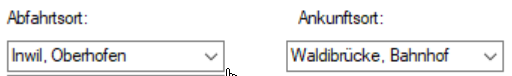 Abfahrtsort: Ankunftsort:
Inwil, Oberhofen Waldibrücke, Bahnhof